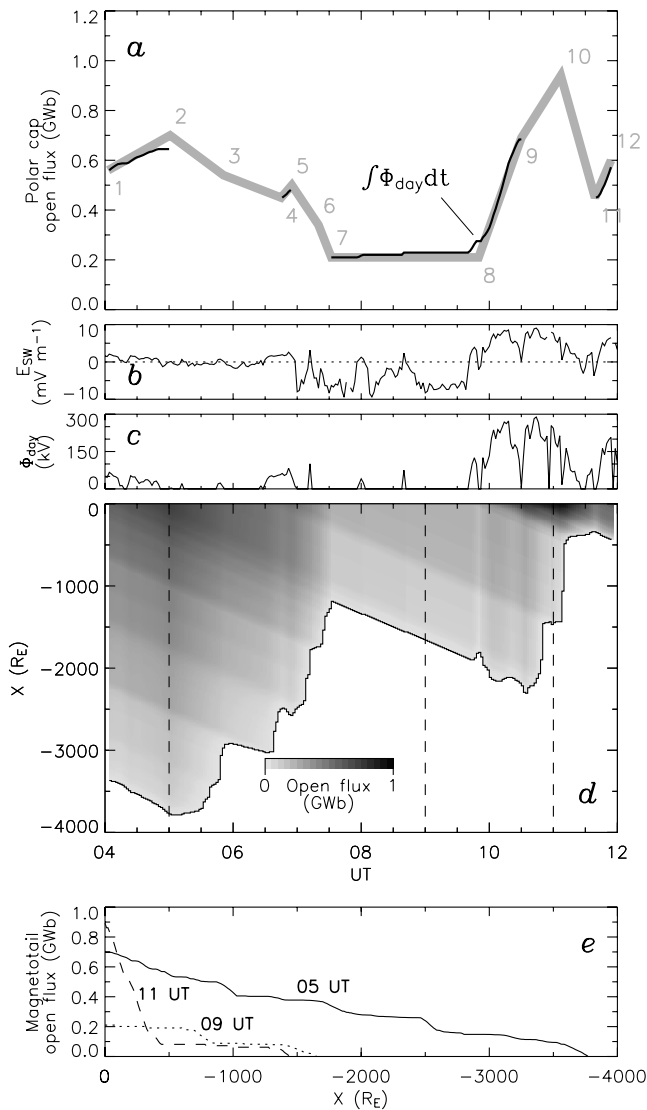 a
Polar cap
open flux (GWb)
1.2
1.0
0.8
0.6
0.4
0.2
0.0
1
2
3
4
5
6
7
8
9
10
11
12
∫Φdaydt
b
ESW
(mV m−1)
10
0
−10
c
Φday
(kV)
300
150
0
d
X (RE)
0
−1000
−2000
−3000
−4000
0 1
Open flux
(GWb)
04 06 08 10 12
UT
e
Magnetotail
open flux (GWb)
1.0
0.8
0.6
0.4
0.2
0.0
11 UT
09 UT
05 UT
0 −1000 −2000 −3000 −4000
X (RE)